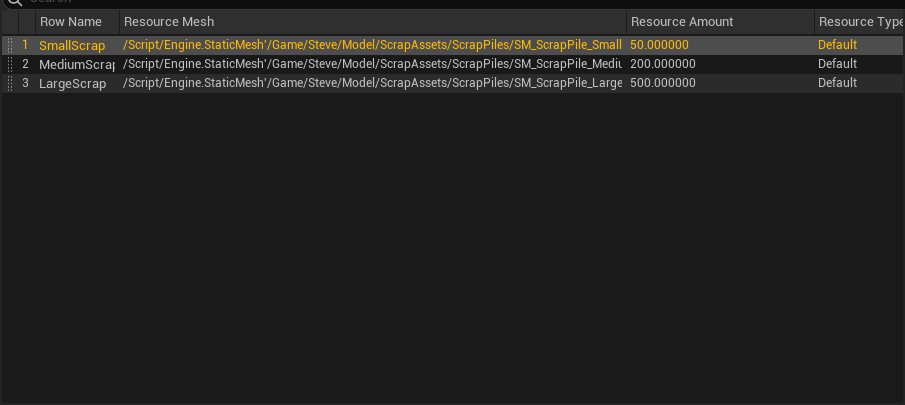 Search
Row Name Resource Mesh Resource Amount Resource Type
1 SmallScrap /Script/Engine.StaticMesh'/Game/Steve/Model/ScrapAssets/ScrapPiles/SM_ScrapPile_Small 50.000000 Default
2 MediumScrap /Script/Engine.StaticMesh'/Game/Steve/Model/ScrapAssets/ScrapPiles/SM_ScrapPile_Mediu 200.000000 Default
3 LargeScrap /Script/Engine.StaticMesh'/Game/Steve/Model/ScrapAssets/ScrapPiles/SM_ScrapPile_Large 500.000000 Default